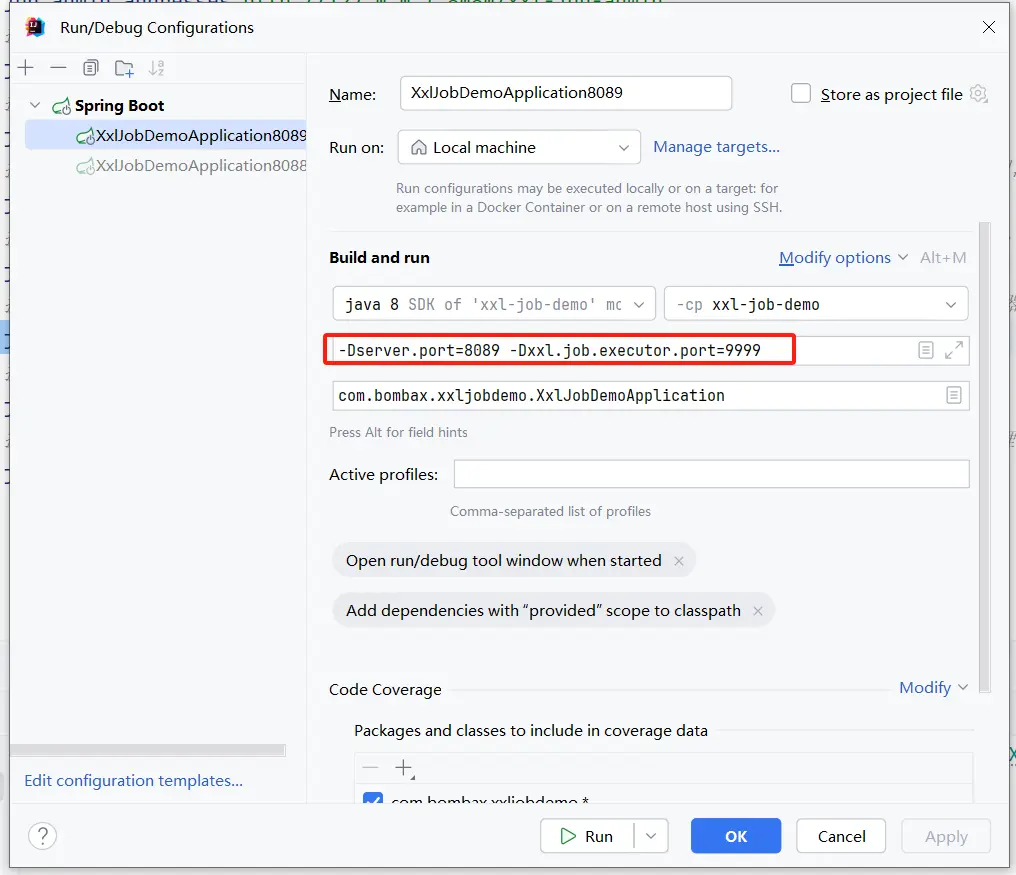 Run/Debug Configurations
Spring Boot
XxlJobDemoApplication8089
XxlJobDemoApplication8088
Edit configuration templates...
Name:
XxlJobDemoApplication8089
Store as project file
Run on:
Local machine
Manage targets...
Run configurations may be executed locally or on a target: for
example in a Docker Container or on a remote host using SSH.
Build and run
Modify options
Alt+M
java 8 SDK of 'xxl-job-demo' mo
-cp xxl-job-demo
-Dserver.port=8089 -Dxxl.job.executor.port=9999
com.bombax.xxljobdemo.XxlJobDemoApplication
Press Alt for field hints
Active profiles:
Comma-separated list of profiles
Open run/debug tool window when started
Add dependencies with “provided” scope to classpath
Code Coverage
Modify
Packages and classes to include in coverage data
com.bombax.xxljobdemo.*
?
Run
OK
Cancel
Apply